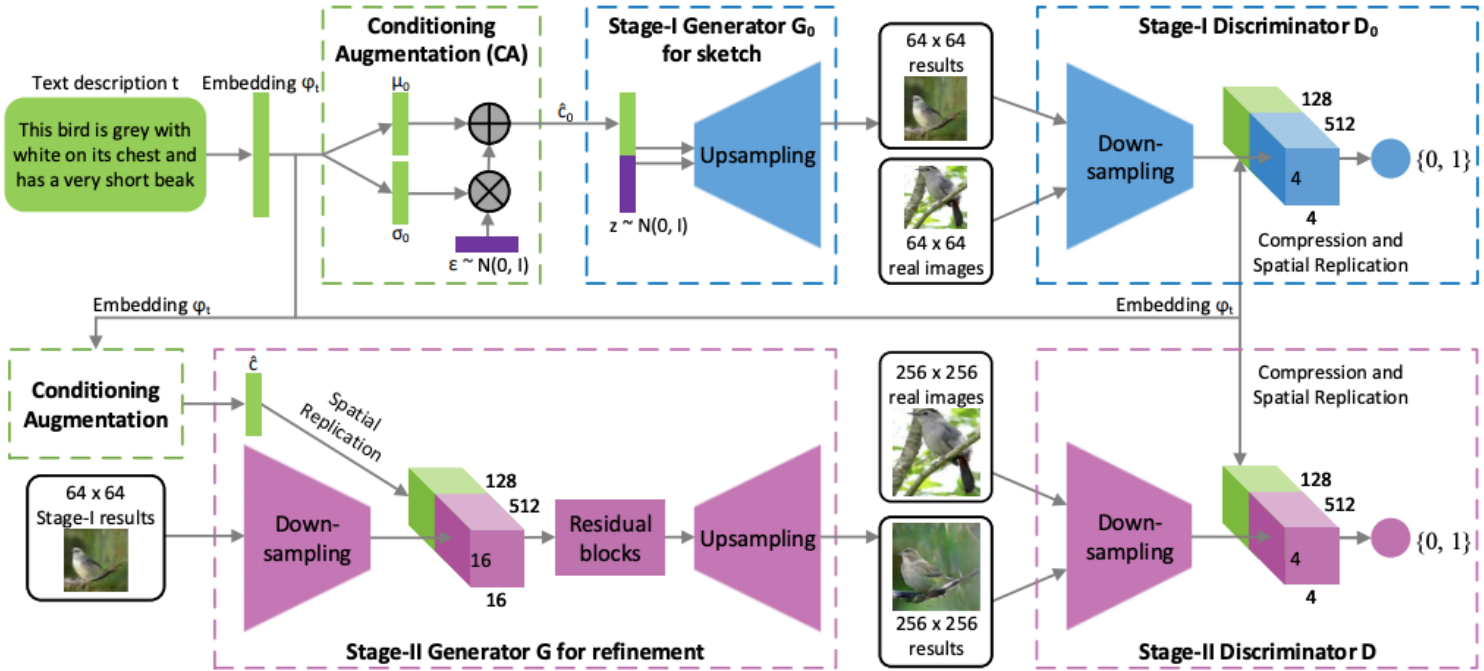 Text description t
This bird is grey with
white on its chest and
has a very short beak
Embedding φt
Conditioning
Augmentation (CA)
μ0
σ0
ε ~ N(0, I)
ĉ0
Stage-I Generator G0
for sketch
Upsampling
z ~ N(0, I)
64 x 64
results
64 x 64
real images
Stage-I Discriminator D0
Down-
sampling
128
512
4
4
{0, 1}
Compression and
Spatial Replication
Embedding φt
Embedding φt
Conditioning
Augmentation
64 x 64
Stage-I results
ĉ
Spatial
Replication
Down-
sampling
128
512
16
16
Residual
blocks
Upsampling
Stage-II Generator G for refinement
256 x 256
real images
256 x 256
results
Compression and
Spatial Replication
Down-
sampling
128
512
4
4
{0, 1}
Stage-II Discriminator D